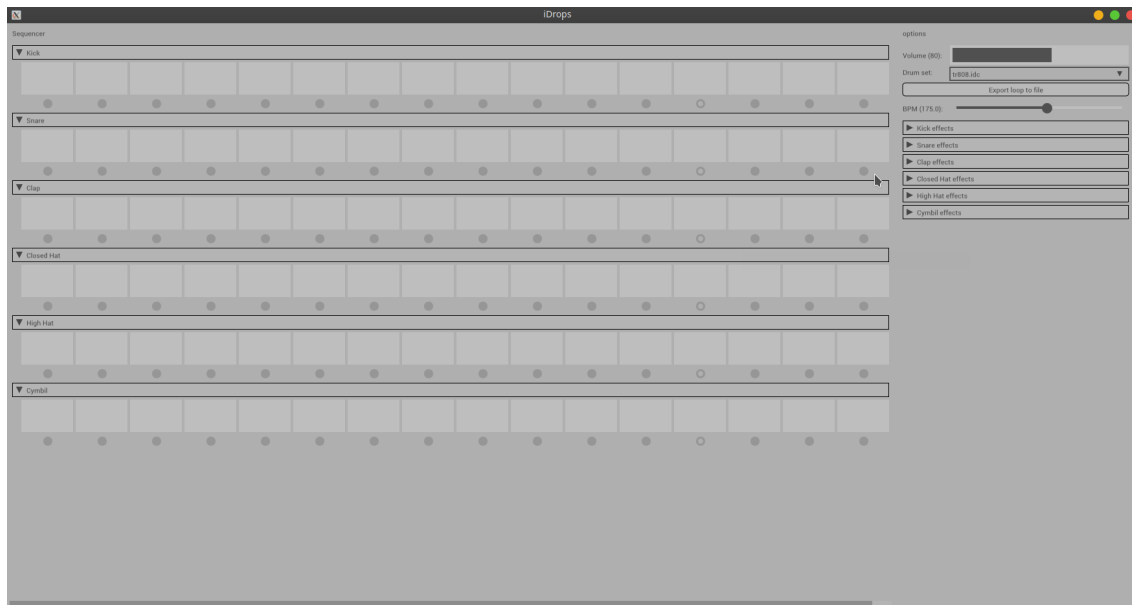 iDrops
Sequencer
Kick
Snare
Clap
Closed Hat
High Hat
Cymbil
options
Volume (80):
Drum set: tr808.idc
Export loop to file
BPM (175.0):
Kick effects
Snare effects
Clap effects
Closed Hat effects
High Hat effects
Cymbil effects